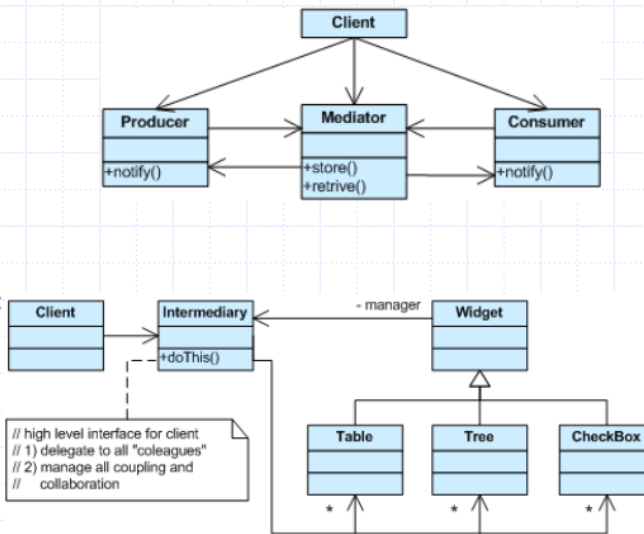 Client
Producer
Mediator
Consumer
+notify()
+store()
+retrive()
+notify()
Client
Intermediary
- manager
Widget
+doThis()
// high level interface for client
// 1) delegate to all "coleagues"
// 2) manage all coupling and
// collaboration
Table
Tree
CheckBox
*
*
*